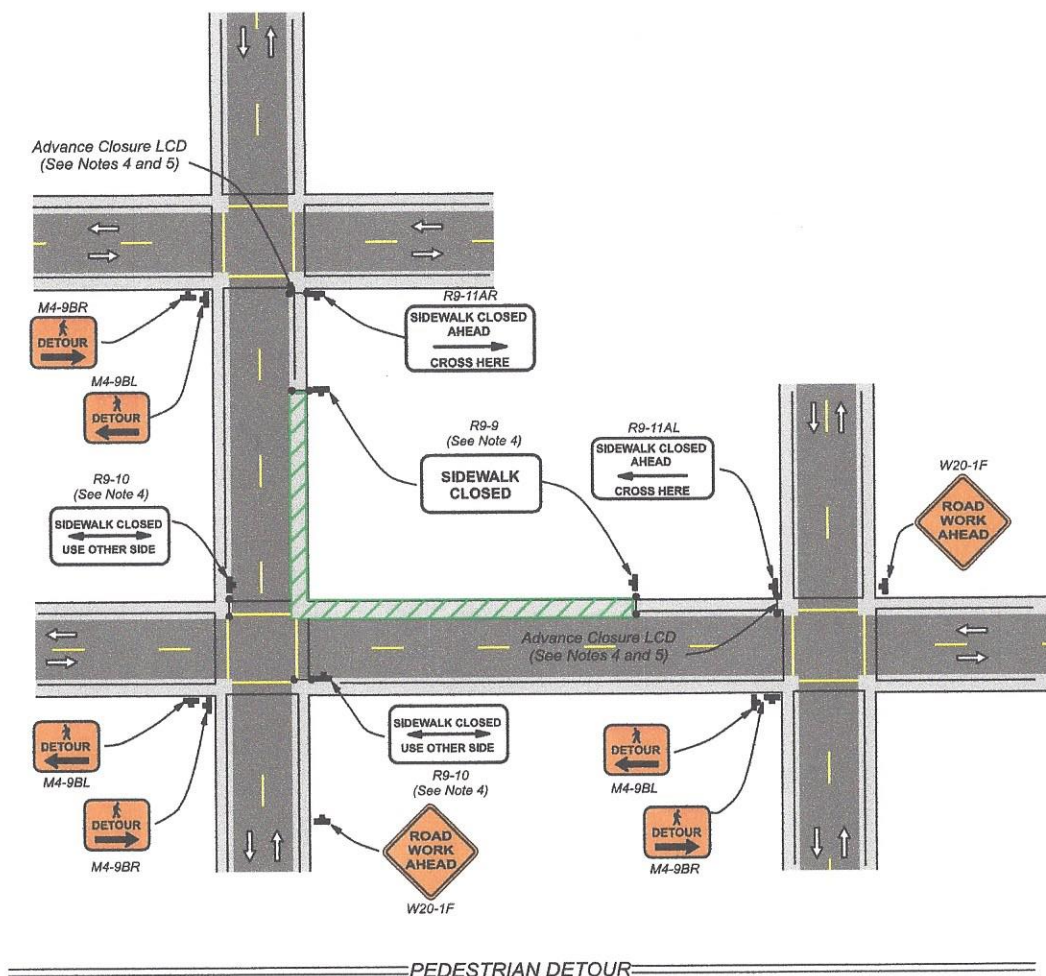 Advance Closure LCD
(See Notes 4 and 5)
M4-9BR
DETOUR
M4-9BL
DETOUR
R9-11AR
SIDEWALK CLOSED
AHEAD
CROSS HERE
R9-9
(See Note 4)
SIDEWALK
CLOSED
R9-11AL
SIDEWALK CLOSED
AHEAD
CROSS HERE
W20-1F
ROAD
WORK
AHEAD
R9-10
(See Note 4)
SIDEWALK CLOSED
USE OTHER SIDE
Advance Closure LCD
(See Notes 4 and 5)
DETOUR
M4-9BL
DETOUR
M4-9BR
SIDEWALK CLOSED
USE OTHER SIDE
R9-10
(See Note 4)
ROAD
WORK
AHEAD
W20-1F
DETOUR
M4-9BL
DETOUR
M4-9BR
PEDESTRIAN DETOUR